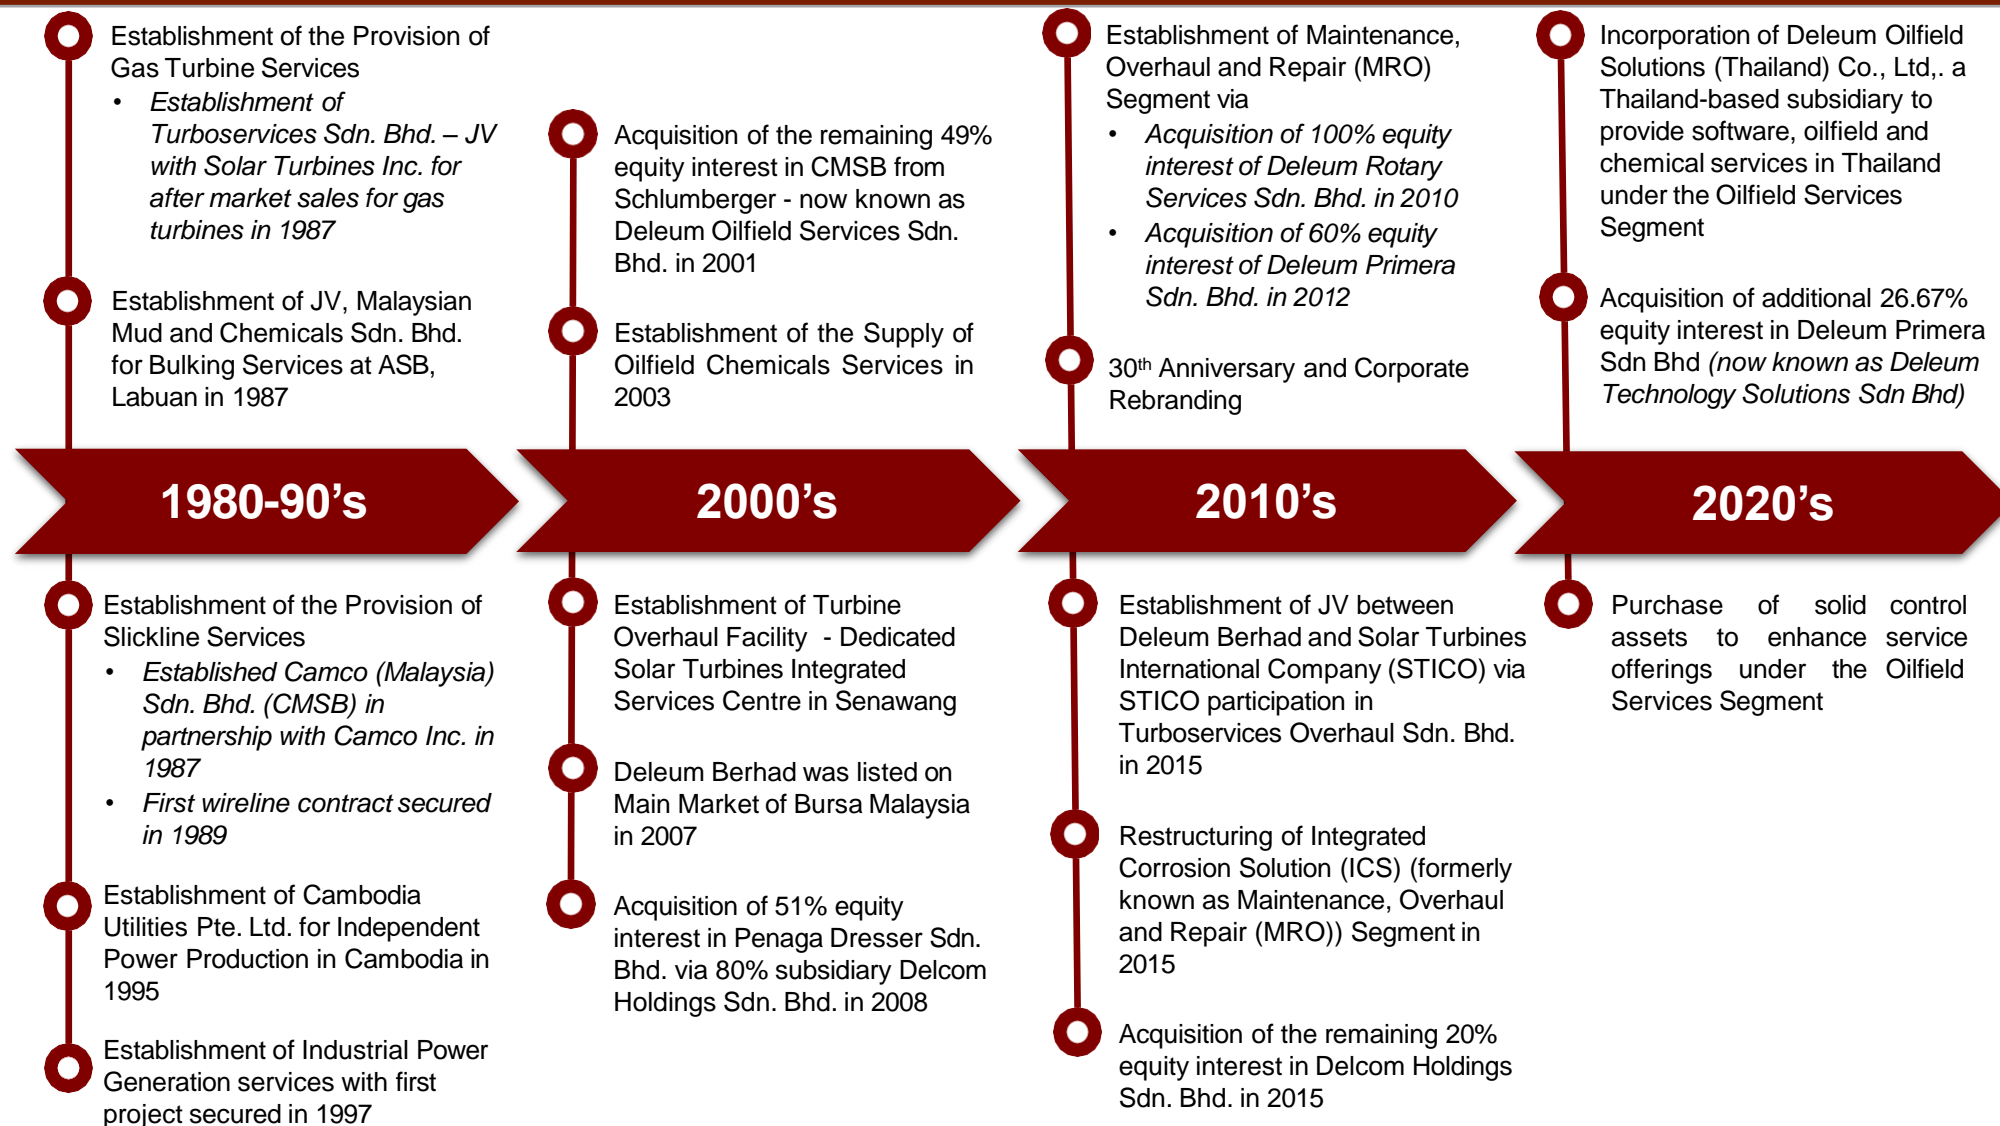 Establishment of the Provision of
Gas Turbine Services
• Establishment of
Turboservices Sdn. Bhd. – JV
with Solar Turbines Inc. for
after market sales for gas
turbines in 1987
Establishment of JV, Malaysian
Mud and Chemicals Sdn. Bhd.
for Bulking Services at ASB,
Labuan in 1987
1980-90’s
Establishment of the Provision of
Slickline Services
• Established Camco (Malaysia)
Sdn. Bhd. (CMSB) in
partnership with Camco Inc. in
1987
• First wireline contract secured
in 1989
Establishment of Cambodia
Utilities Pte. Ltd. for Independent
Power Production in Cambodia in
1995
Establishment of Industrial Power
Generation services with first
project secured in 1997
Acquisition of the remaining 49%
equity interest in CMSB from
Schlumberger - now known as
Deleum Oilfield Services Sdn.
Bhd. in 2001
Establishment of the Supply of
Oilfield Chemicals Services in
2003
2000’s
Establishment of Turbine
Overhaul Facility - Dedicated
Solar Turbines Integrated
Services Centre in Senawang
Deleum Berhad was listed on
Main Market of Bursa Malaysia
in 2007
Acquisition of 51% equity
interest in Penaga Dresser Sdn.
Bhd. via 80% subsidiary Delcom
Holdings Sdn. Bhd. in 2008
Establishment of Maintenance,
Overhaul and Repair (MRO)
Segment via
• Acquisition of 100% equity
interest of Deleum Rotary
Services Sdn. Bhd. in 2010
• Acquisition of 60% equity
interest of Deleum Primera
Sdn. Bhd. in 2012
30th Anniversary and Corporate
Rebranding
2010’s
Establishment of JV between
Deleum Berhad and Solar Turbines
International Company (STICO) via
STICO participation in
Turboservices Overhaul Sdn. Bhd.
in 2015
Restructuring of Integrated
Corrosion Solution (ICS) (formerly
known as Maintenance, Overhaul
and Repair (MRO)) Segment in
2015
Acquisition of the remaining 20%
equity interest in Delcom Holdings
Sdn. Bhd. in 2015
Incorporation of Deleum Oilfield
Solutions (Thailand) Co., Ltd,. a
Thailand-based subsidiary to
provide software, oilfield and
chemical services in Thailand
under the Oilfield Services
Segment
Acquisition of additional 26.67%
equity interest in Deleum Primera
Sdn Bhd (now known as Deleum
Technology Solutions Sdn Bhd)
2020’s
Purchase of solid control
assets to enhance service
offerings under the Oilfield
Services Segment